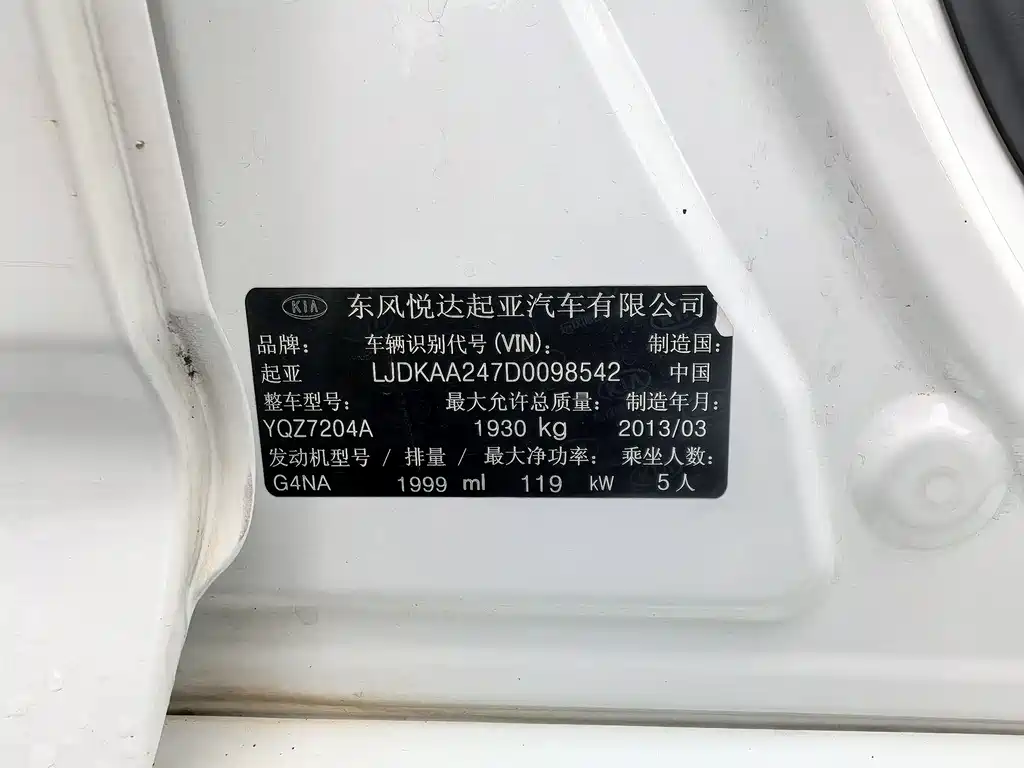 KIA 东风悦达起亚汽车有限公司
品牌： 车辆识别代号(VIN)： 制造国：
起亚 LJDKAA247D0098542 中国
整车型号： 最大允许总质量： 制造年月：
YQZ7204A 1930 kg 2013/03
发动机型号 / 排量 / 最大净功率： 乘坐人数：
G4NA 1999 ml 119 kW 5人